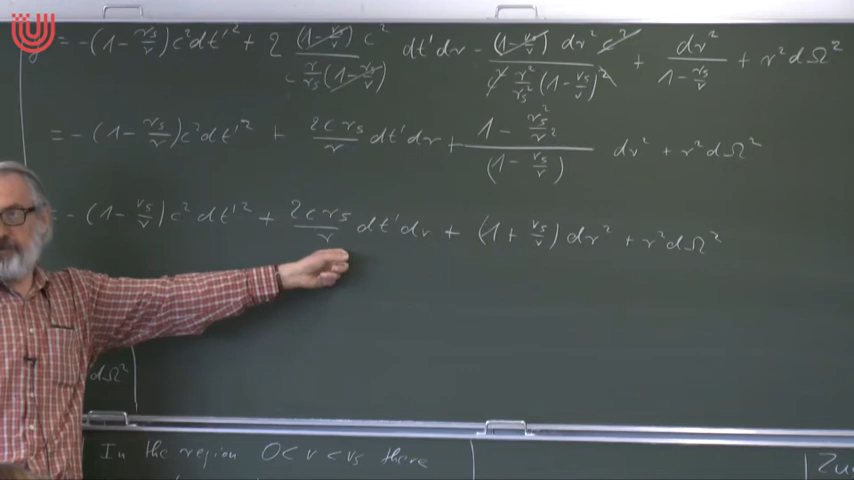 g = -(1 - r_s/r) c² dt'² + 2 (1 - r_s/r) c² / (c r/r_s (1 - r_s/r)) dt' dr - (1 - r_s/r) dr² c² / (c² r²/r_s² (1 - r_s/r)²) + dr² / (1 - r_s/r) + r² dΩ²
= -(1 - r_s/r) c² dt'² + 2c r_s/r dt' dr + (1 - r_s²/r²) / (1 - r_s/r) dr² + r² dΩ²
= -(1 - r_s/r) c² dt'² + 2c r_s/r dt' dr + (1 + r_s/r) dr² + r² dΩ²
dΩ²
In the region 0 < r < r_s there